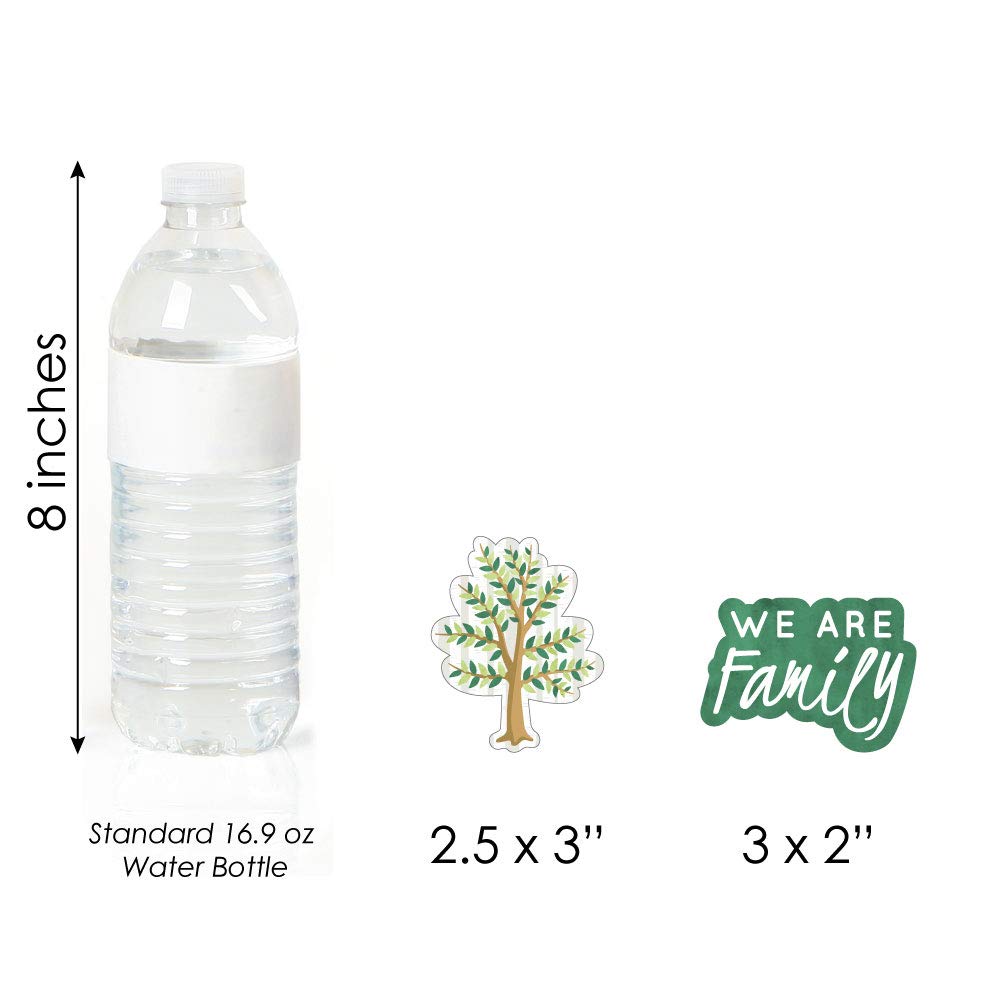 8 inches
Standard 16.9 oz
Water Bottle
2.5 x 3’’
WE ARE
Family
3 x 2’’